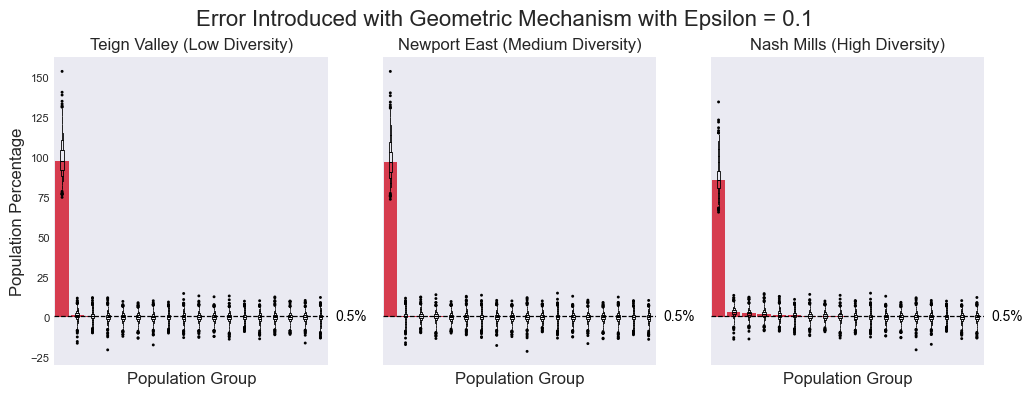 Error Introduced with Geometric Mechanism with Epsilon = 0.1
Teign Valley (Low Diversity)
Newport East (Medium Diversity)
Nash Mills (High Diversity)
Population Percentage
150
125
100
75
50
25
0
−25
0.5%
0.5%
0.5%
Population Group
Population Group
Population Group